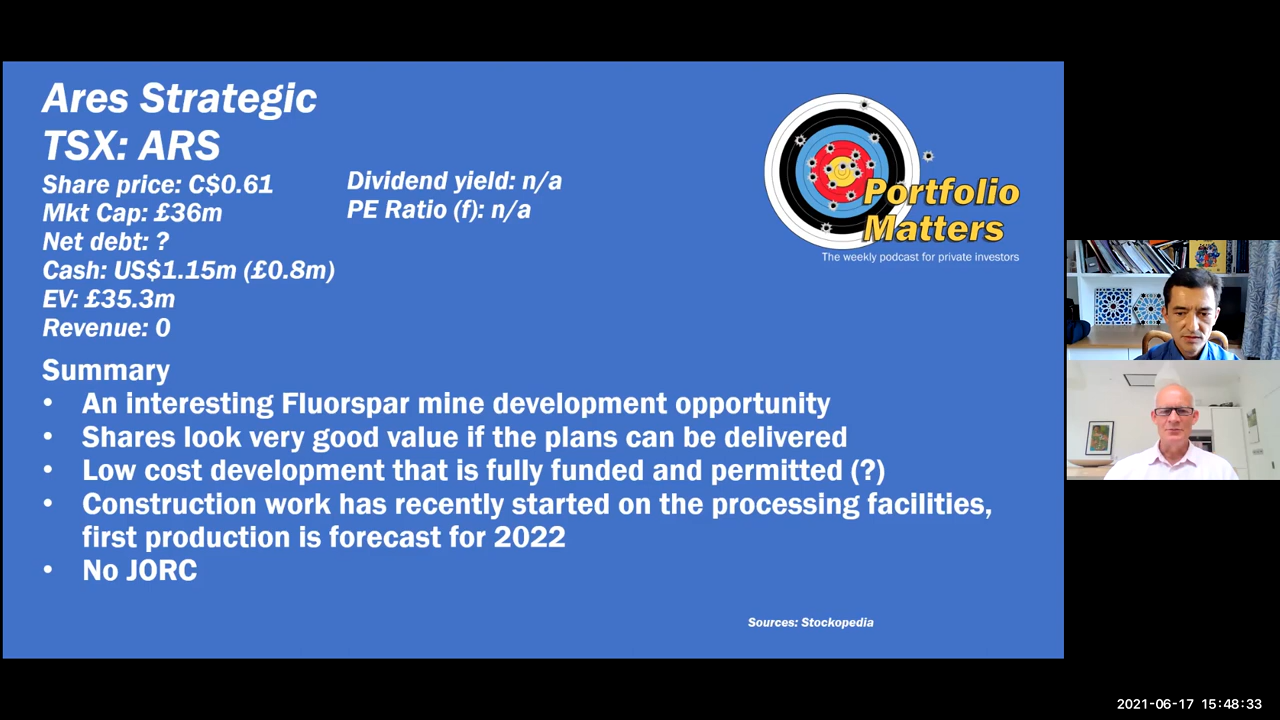 Ares Strategic
TSX: ARS
Share price: C$0.61
Mkt Cap: £36m
Net debt: ?
Cash: US$1.15m (£0.8m)
EV: £35.3m
Revenue: 0
Dividend yield: n/a
PE Ratio (f): n/a
Portfolio
Matters
The weekly podcast for private investors
Summary
• An interesting Fluorspar mine development opportunity
• Shares look very good value if the plans can be delivered
• Low cost development that is fully funded and permitted (?)
• Construction work has recently started on the processing facilities,
first production is forecast for 2022
• No JORC
Sources: Stockopedia
2021-06-17 15:48:33